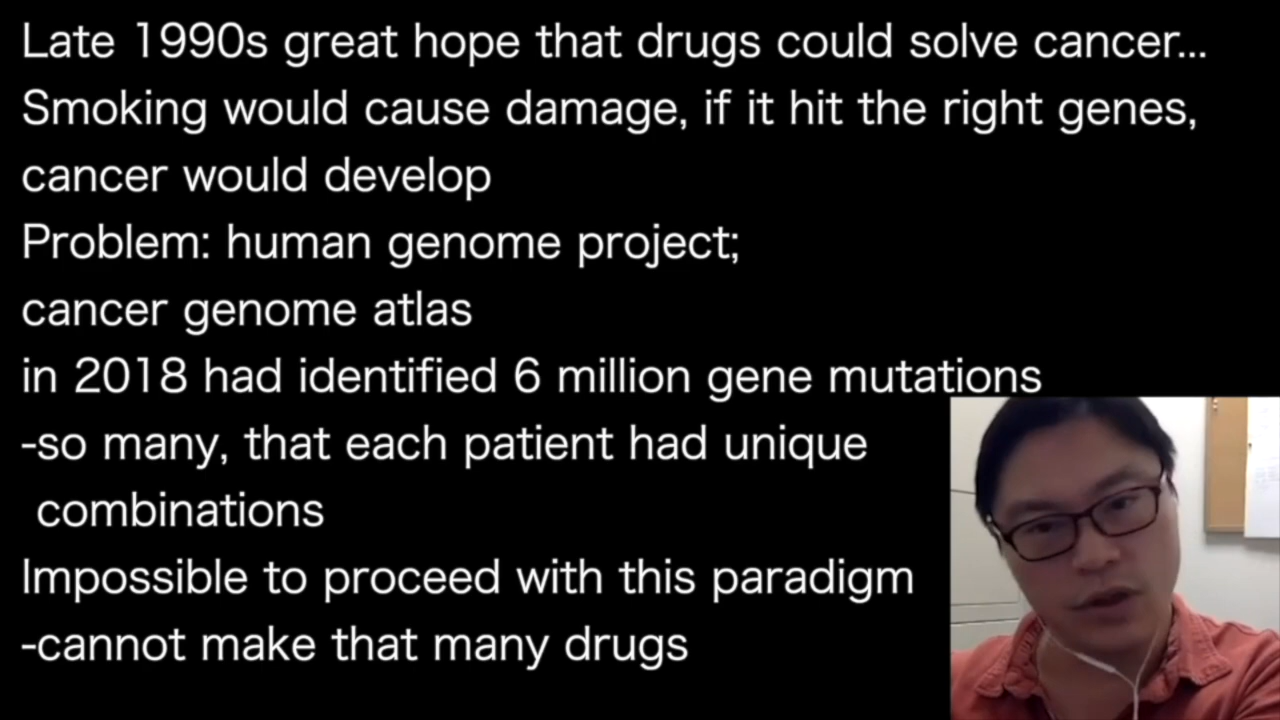 Late 1990s great hope that drugs could solve cancer...
Smoking would cause damage, if it hit the right genes,
cancer would develop
Problem: human genome project;
cancer genome atlas
in 2018 had identified 6 million gene mutations
-so many, that each patient had unique
combinations
Impossible to proceed with this paradigm
-cannot make that many drugs